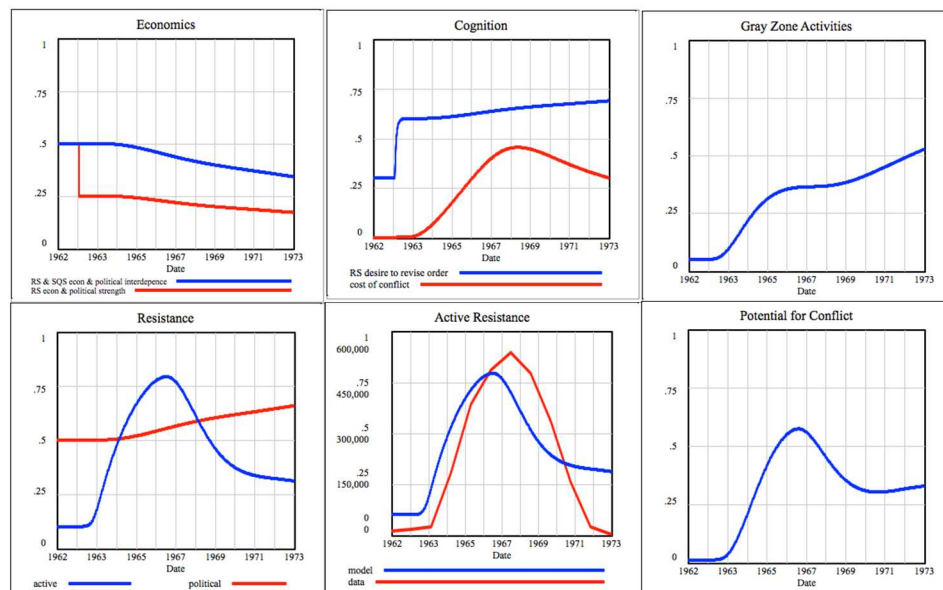 Economics
1
.75
.5
.25
0
1962 1963 1965 1967 1969 1971 1973
Date
RS & SQS econ & political interdepence
RS econ & political strength
Cognition
1
.75
.5
.25
0
1962 1963 1965 1967 1969 1971 1973
Date
RS desire to revise order
cost of conflict
Gray Zone Activities
1
.75
.5
.25
0
1962 1963 1965 1967 1969 1971 1973
Date
Resistance
1
.75
.5
.25
0
1962 1963 1965 1967 1969 1971 1973
Date
active political
Active Resistance
1
600,000
.75
450,000
.5
300,000
.25
150,000
0
0
1962 1963 1965 1967 1969 1971 1973
Date
model
data
Potential for Conflict
1
.75
.5
.25
0
1962 1963 1965 1967 1969 1971 1973
Date